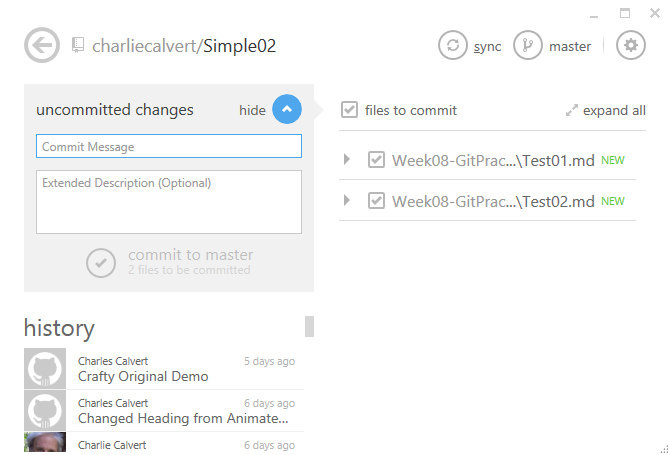 charliecalvert/Simple02
sync
master
uncommitted changes
hide
Commit Message
Extended Description (Optional)
commit to master
2 files to be committed
files to commit
expand all
Week08-GitPrac...\Test01.md NEW
Week08-GitPrac...\Test02.md NEW
history
Charles Calvert 5 days ago
Crafty Original Demo
Charles Calvert 6 days ago
Changed Heading from Animate...
Charlie Calvert 6 days ago